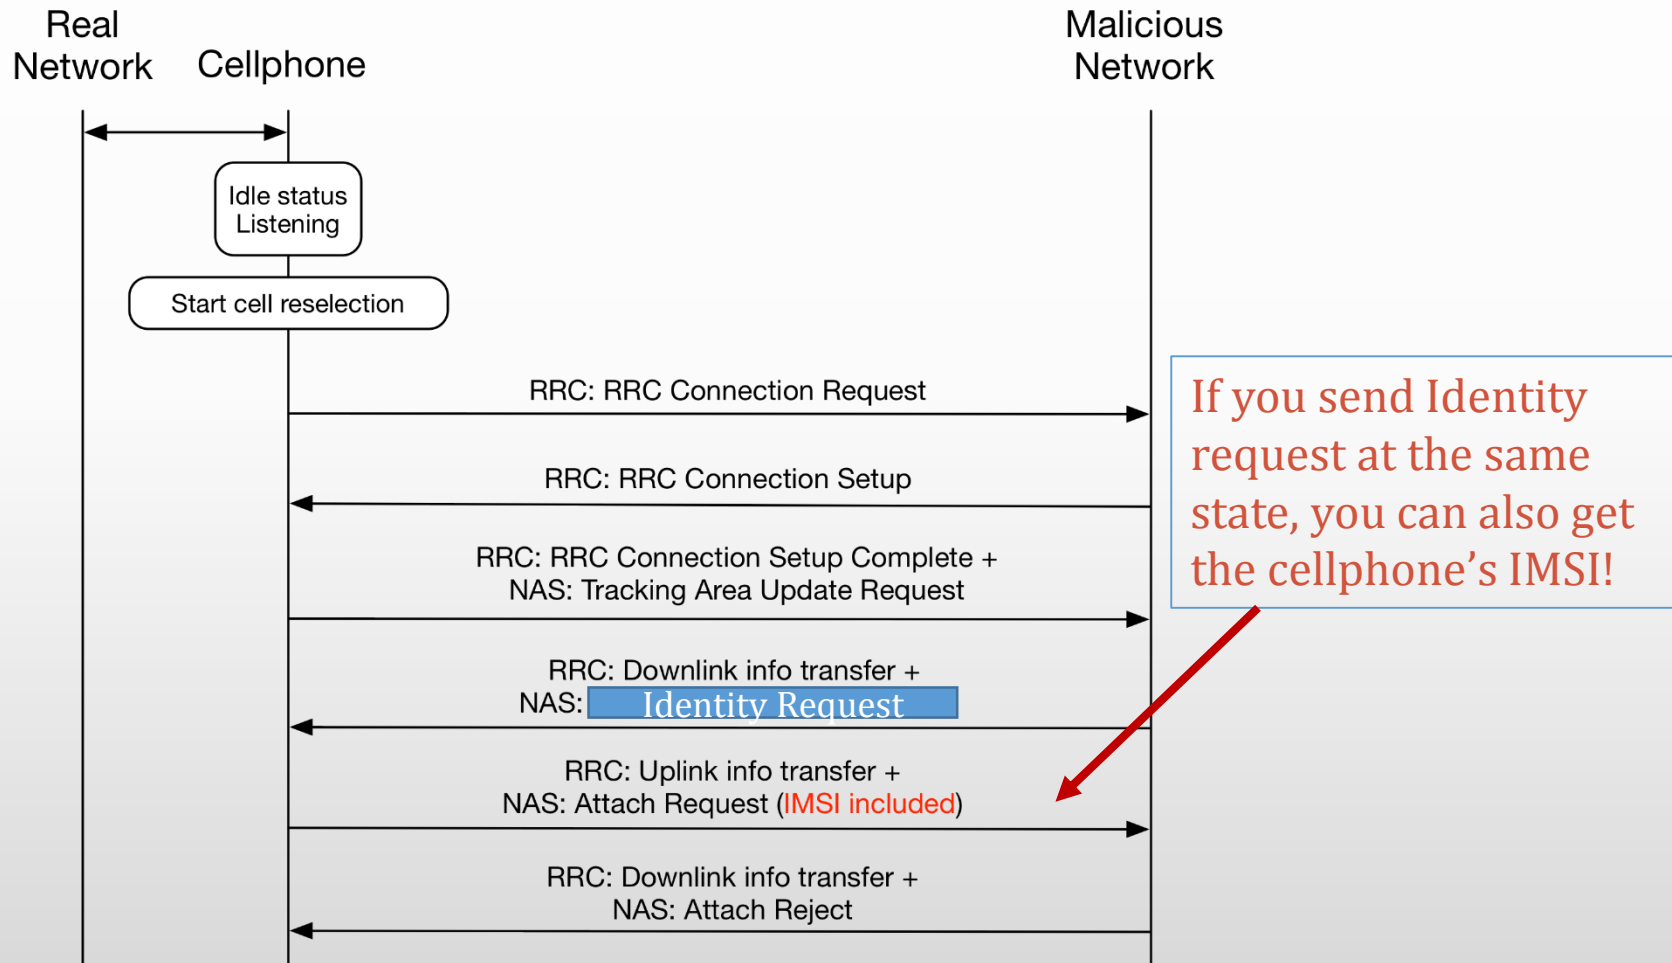 Real
Network
Cellphone
Malicious
Network
Idle status
Listening
Start cell reselection
RRC: RRC Connection Request
RRC: RRC Connection Setup
RRC: RRC Connection Setup Complete +
NAS: Tracking Area Update Request
RRC: Downlink info transfer +
NAS: Identity Request
RRC: Uplink info transfer +
NAS: Attach Request (IMSI included)
RRC: Downlink info transfer +
NAS: Attach Reject
If you send Identity
request at the same
state, you can also get
the cellphone’s IMSI!